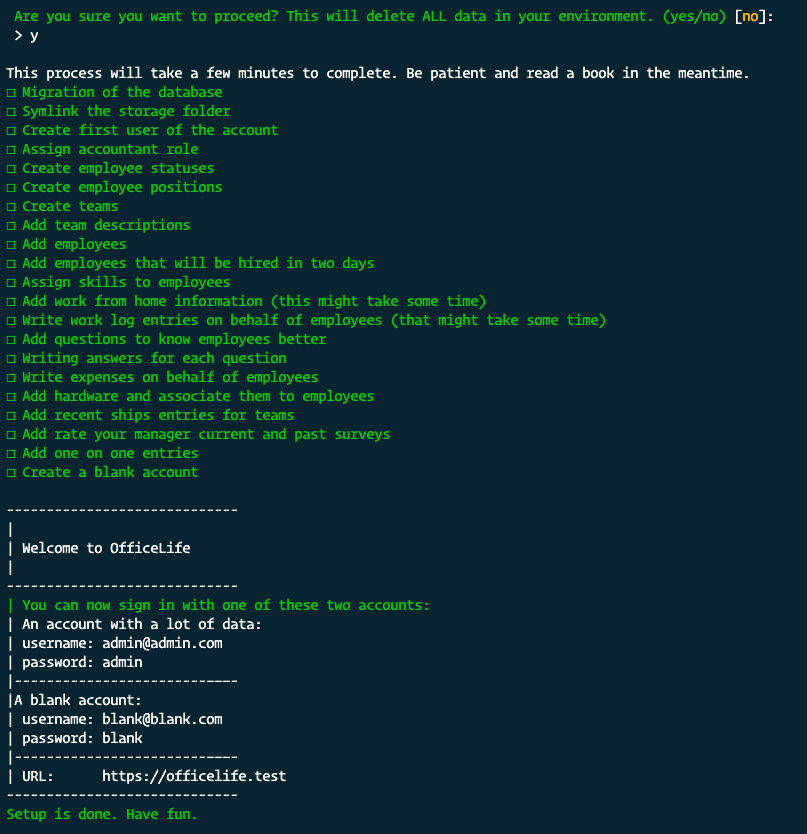 Are you sure you want to proceed? This will delete ALL data in your environment. (yes/no) [no]:
> y
This process will take a few minutes to complete. Be patient and read a book in the meantime.
□ Migration of the database
□ Symlink the storage folder
□ Create first user of the account
□ Assign accountant role
□ Create employee statuses
□ Create employee positions
□ Create teams
□ Add team descriptions
□ Add employees
□ Add employees that will be hired in two days
□ Assign skills to employees
□ Add work from home information (this might take some time)
□ Write work log entries on behalf of employees (that might take some time)
□ Add questions to know employees better
□ Writing answers for each question
□ Write expenses on behalf of employees
□ Add hardware and associate them to employees
□ Add recent ships entries for teams
□ Add rate your manager current and past surveys
□ Add one on one entries
□ Create a blank account
-----------------------------
|
| Welcome to OfficeLife
|
-----------------------------
| You can now sign in with one of these two accounts:
| An account with a lot of data:
| username: admin@admin.com
| password: admin
|----------------------------
|A blank account:
| username: blank@blank.com
| password: blank
|----------------------------
| URL:      https://officelife.test
-----------------------------
Setup is done. Have fun.